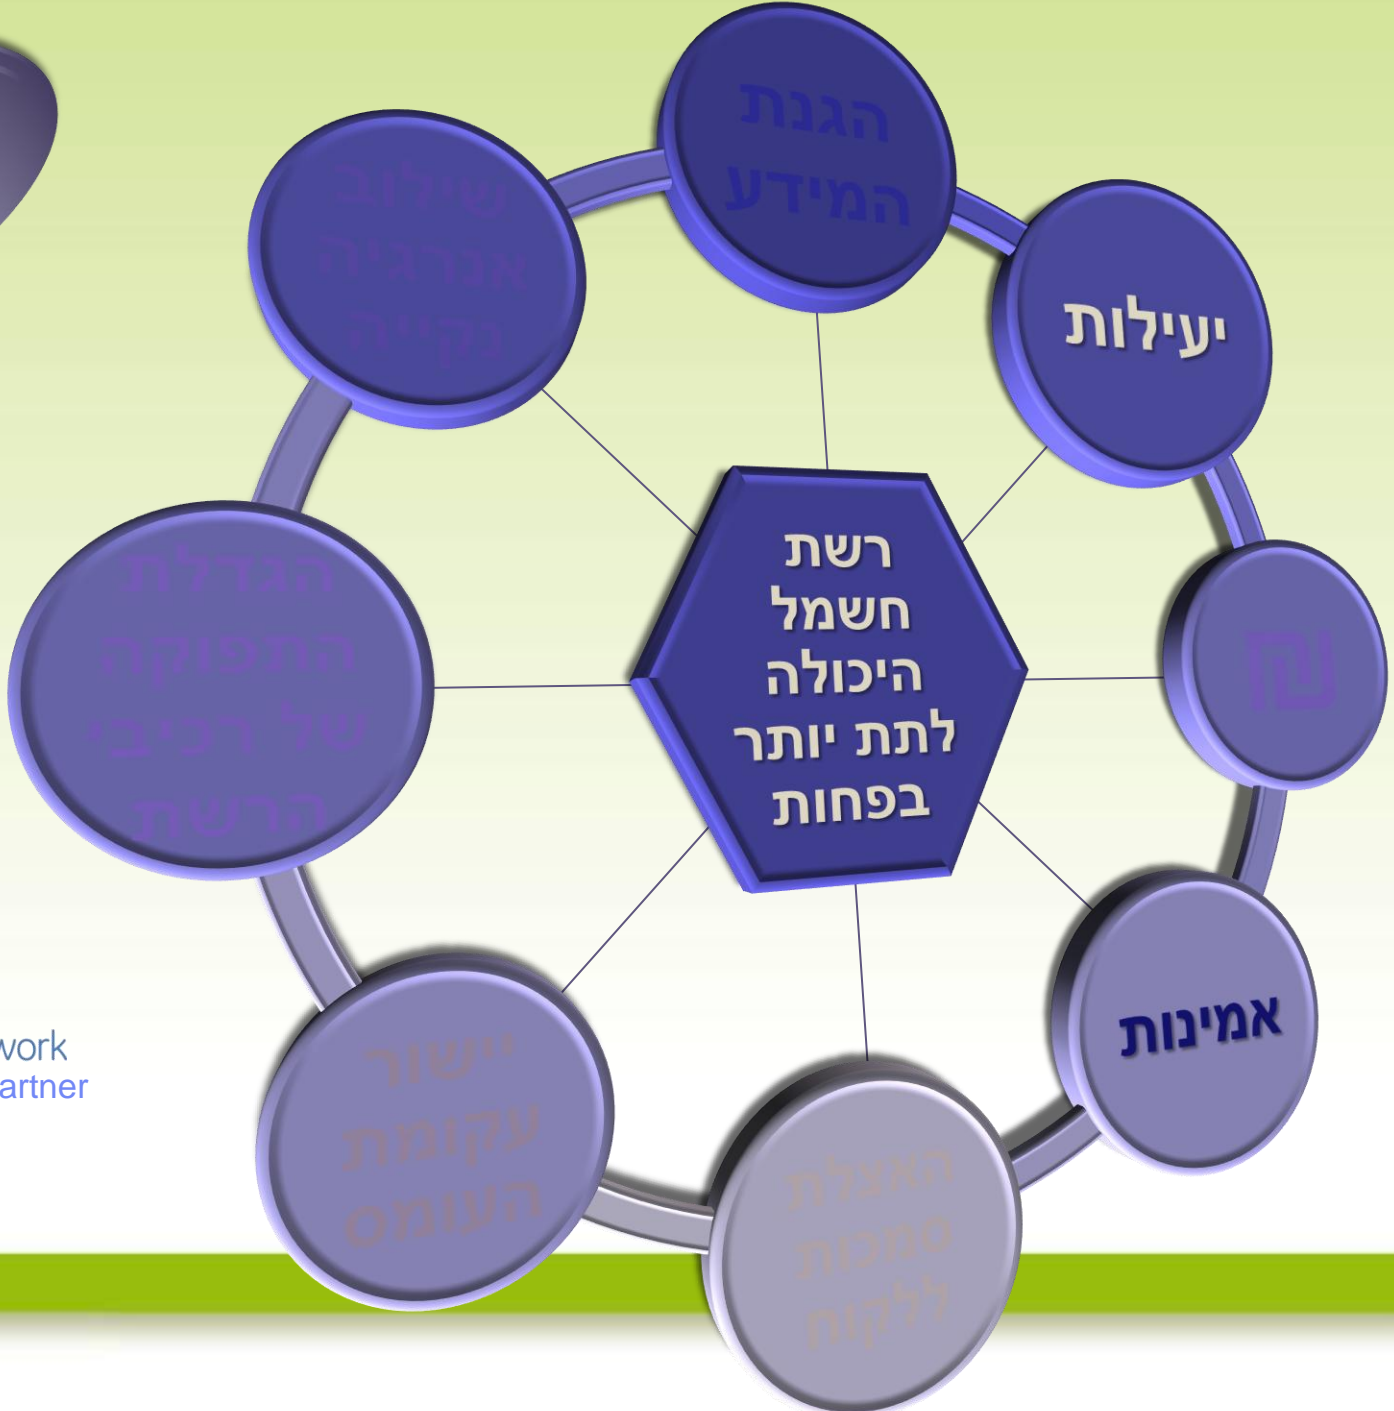 הגנת
המידע
יעילות
₪
אמינות
האצלת
סמכות
ללקוח
יישור
עקומת
העומס
הגדלת
התפוקה
של רכיבי
הרשת
שילוב
אנרגיה
נקייה
רשת
חשמל
היכולה
לתת יותר
בפחות
work
artner